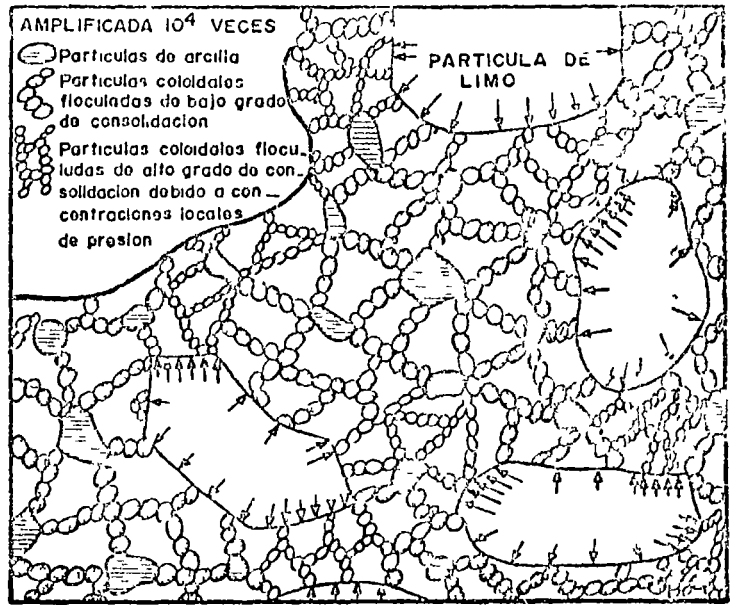 AMPLIFICADA 10⁴ VECES
Particulas de arcilla
Particulas coloidales
floculadas de bajo grado
de consolidacion
Particulas coloidales flocu-
ludas de alto grado de con-
solidacion debido a con-
contraciones locales
de presion
PARTICULA DE
LIMO